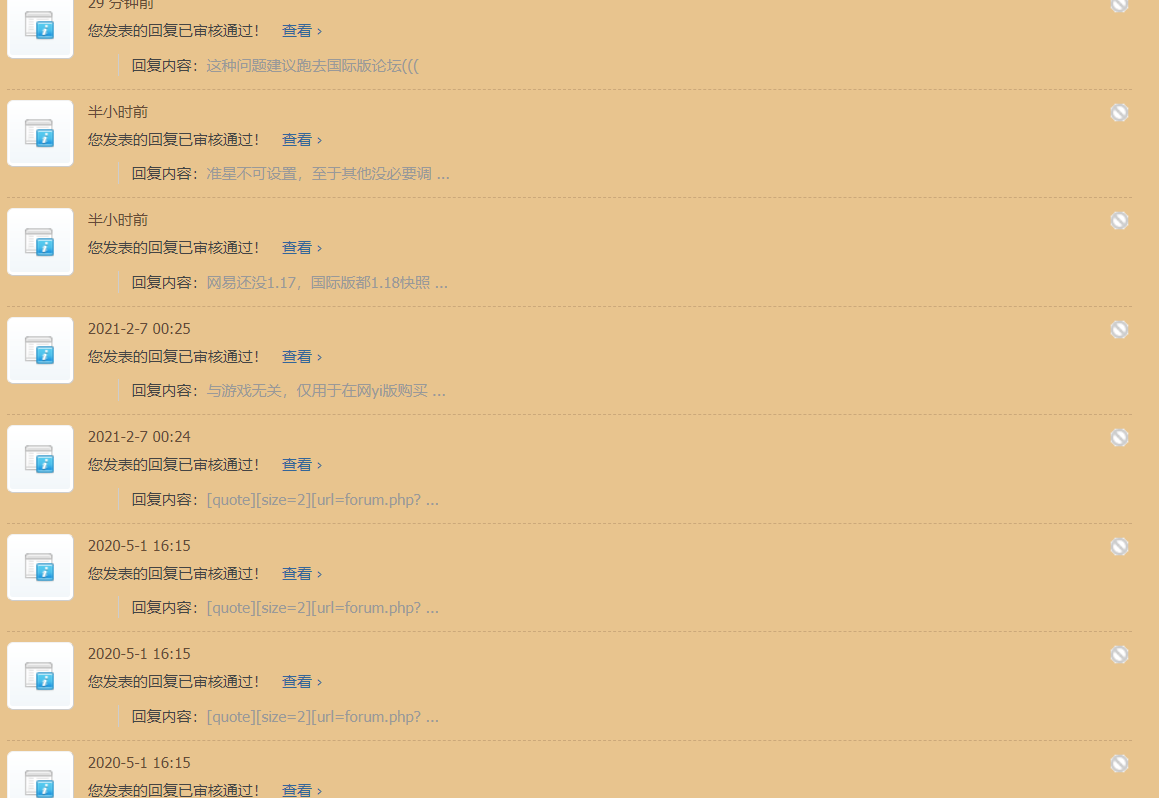 29 分钟前
您发表的回复已审核通过! 查看 ›
回复内容: 这种问题建议跑去国际版论坛(((
半小时前
您发表的回复已审核通过! 查看 ›
回复内容: 准星不可设置，至于其他没必要调 ...
半小时前
您发表的回复已审核通过! 查看 ›
回复内容: 网易还没1.17，国际版都1.18快照 ...
2021-2-7 00:25
您发表的回复已审核通过! 查看 ›
回复内容: 与游戏无关，仅用于在网yi版购买 ...
2021-2-7 00:24
您发表的回复已审核通过! 查看 ›
回复内容: [quote][size=2][url=forum.php? ...
2020-5-1 16:15
您发表的回复已审核通过! 查看 ›
回复内容: [quote][size=2][url=forum.php? ...
2020-5-1 16:15
您发表的回复已审核通过! 查看 ›
回复内容: [quote][size=2][url=forum.php? ...
2020-5-1 16:15
您发表的回复已审核通过! 查看 ›